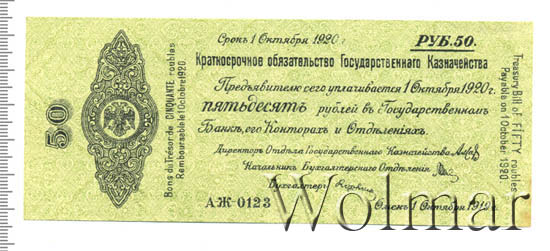 Срокъ 1 Октября 1920 г.
РУБ. 50.
Краткосрочное обязательство Государственнаго Казначейства
Предъявителю сего уплачивается 1 Октября 1920 г.
пятьдесятъ рублей въ Государственномъ
Банкѣ, его Конторахъ и Отдѣленіяхъ.
Директоръ Отдѣла Государственнаго Казначейства
Начальникъ Бухгалтерскаго Отдѣленія
Бухгалтеръ
АЖ 0123
Омскъ, 1 Октября 1919 г.
50
Bons du Trésor de CINQUANTE roubles
Remboursable 1 Octobre 1920.
Treasury Bill of FIFTY roubles
Payable on 1 October 1920
Wolmar